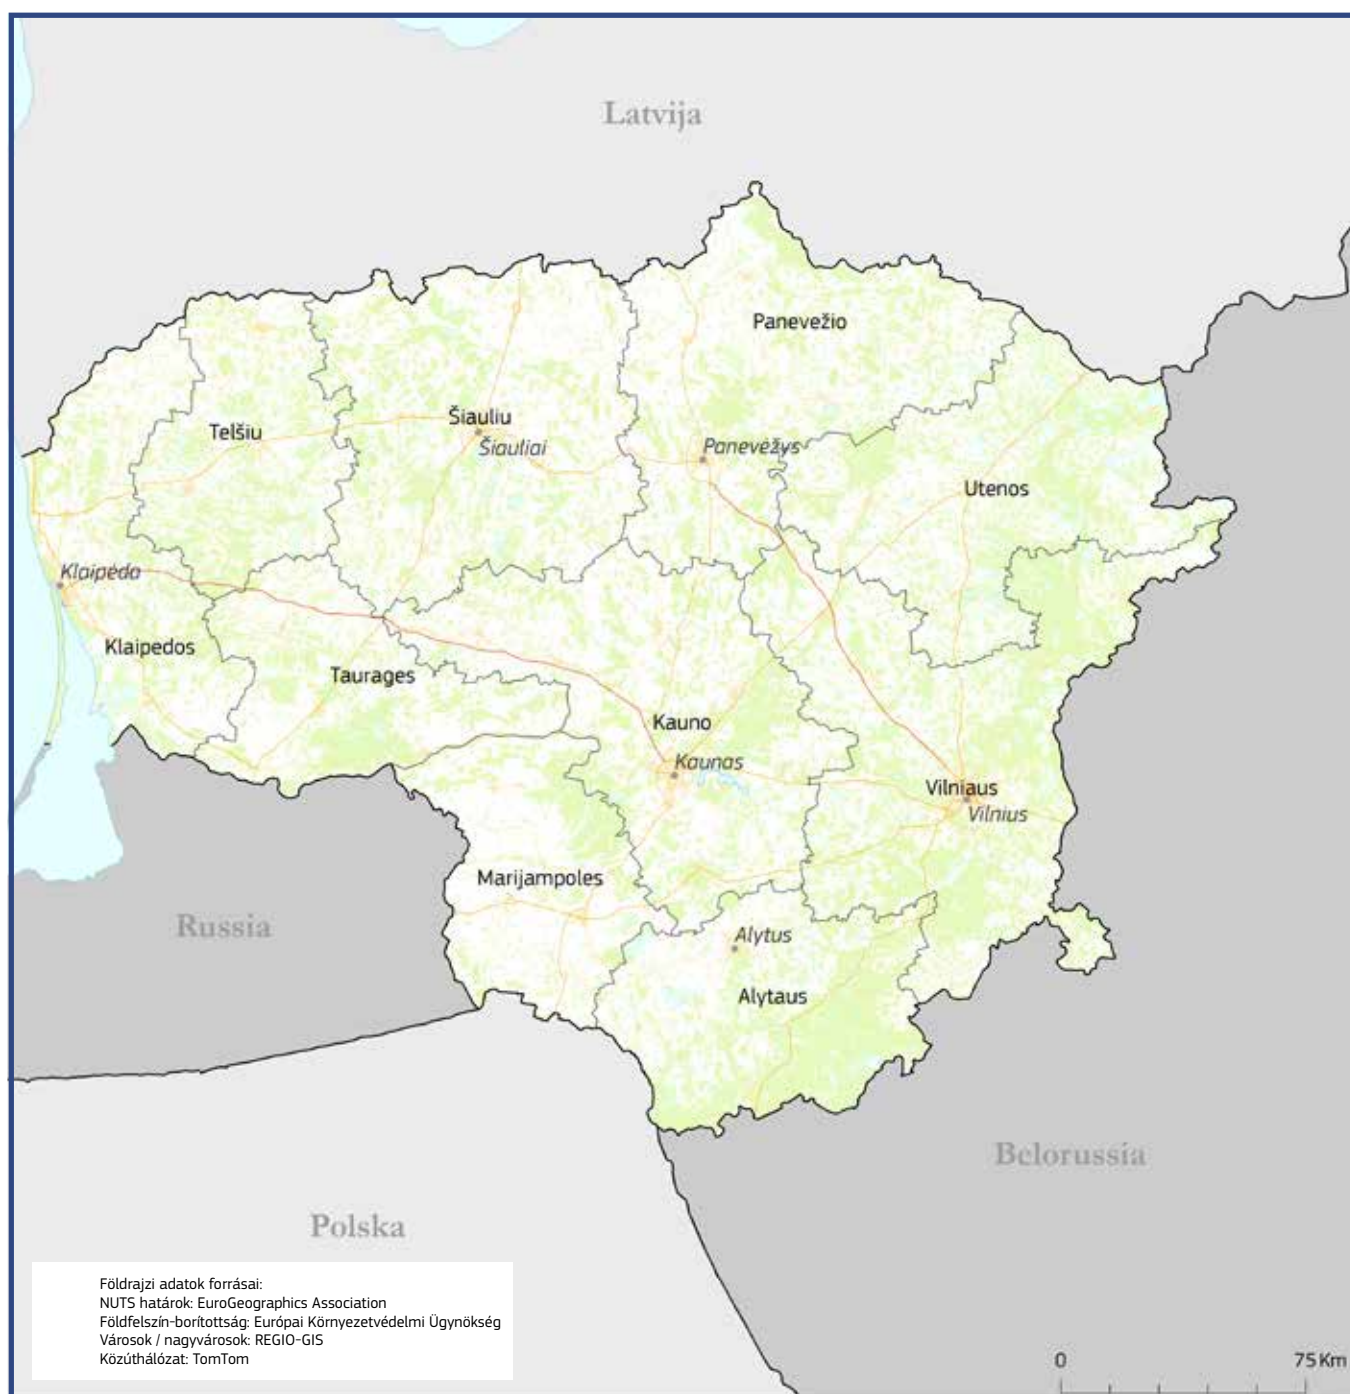 Latvija
Panevežio
Telšiu
Šiauliu
Šiauliai
Panevėžys
Utenos
Klaipėda
Klaipedos
Taurages
Kauno
Kaunas
Vilniaus
Vilnius
Marijampoles
Russia
Alytus
Alytaus
Belorussia
Polska
Földrajzi adatok forrásai:
NUTS határok: EuroGeographics Association
Földfelszín-borítottság: Európai Környezetvédelmi Ügynökség
Városok / nagyvárosok: REGIO-GIS
Közúthálózat: TomTom
0 75 Km